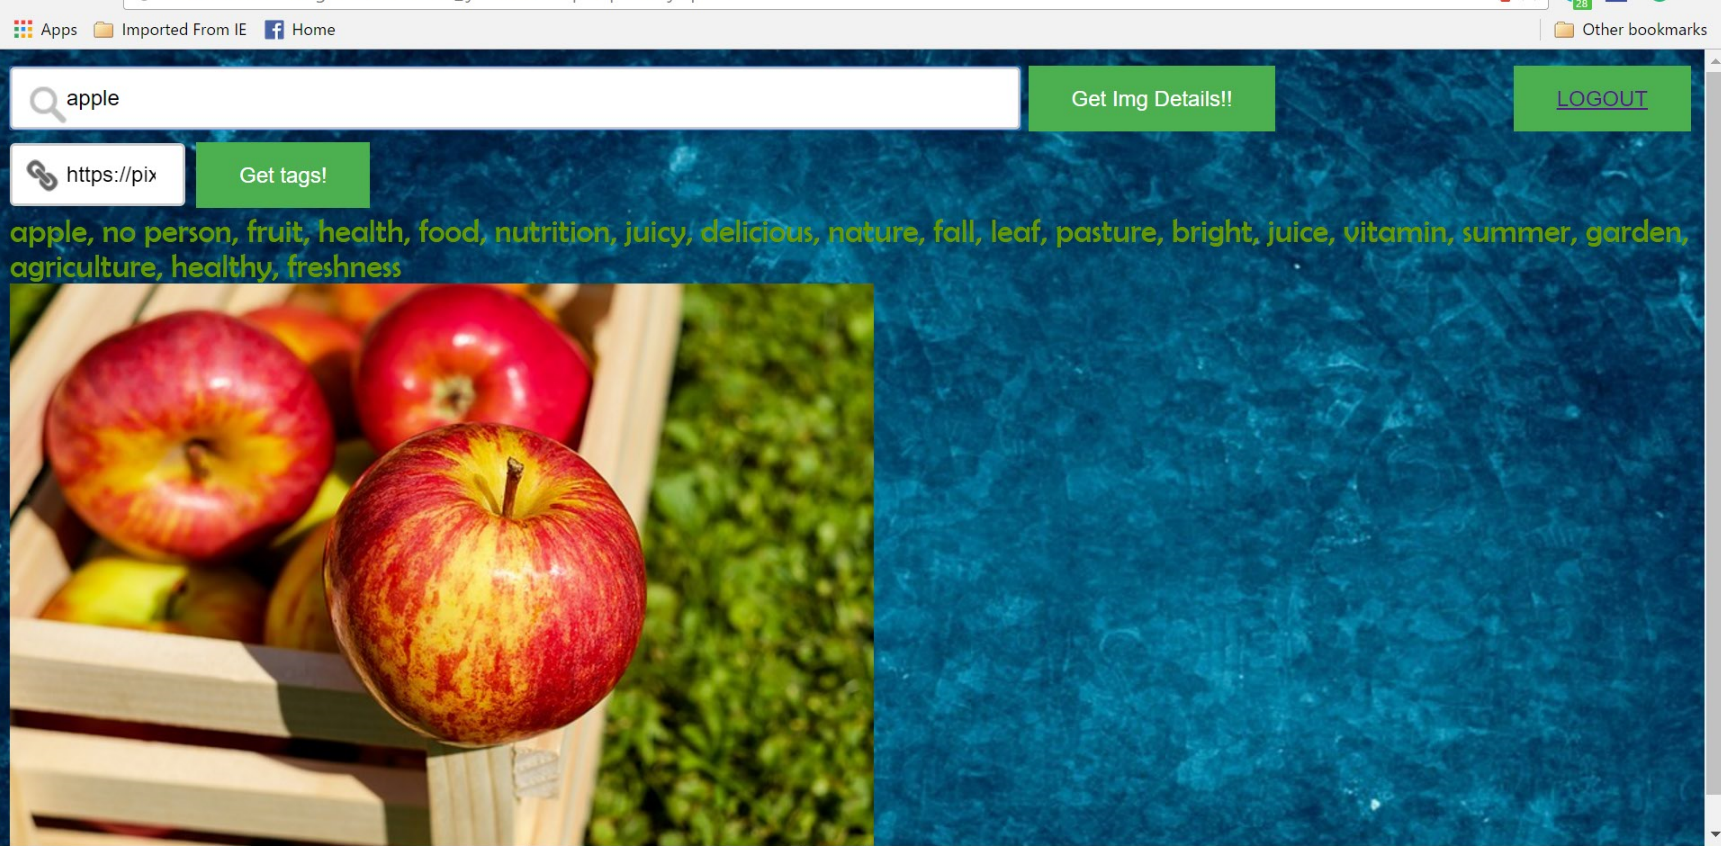 28
Apps Imported From IE Home Other bookmarks
apple Get Img Details!! LOGOUT
https://pix Get tags!
apple, no person, fruit, health, food, nutrition, juicy, delicious, nature, fall, leaf, pasture, bright, juice, vitamin, summer, garden,
agriculture, healthy, freshness